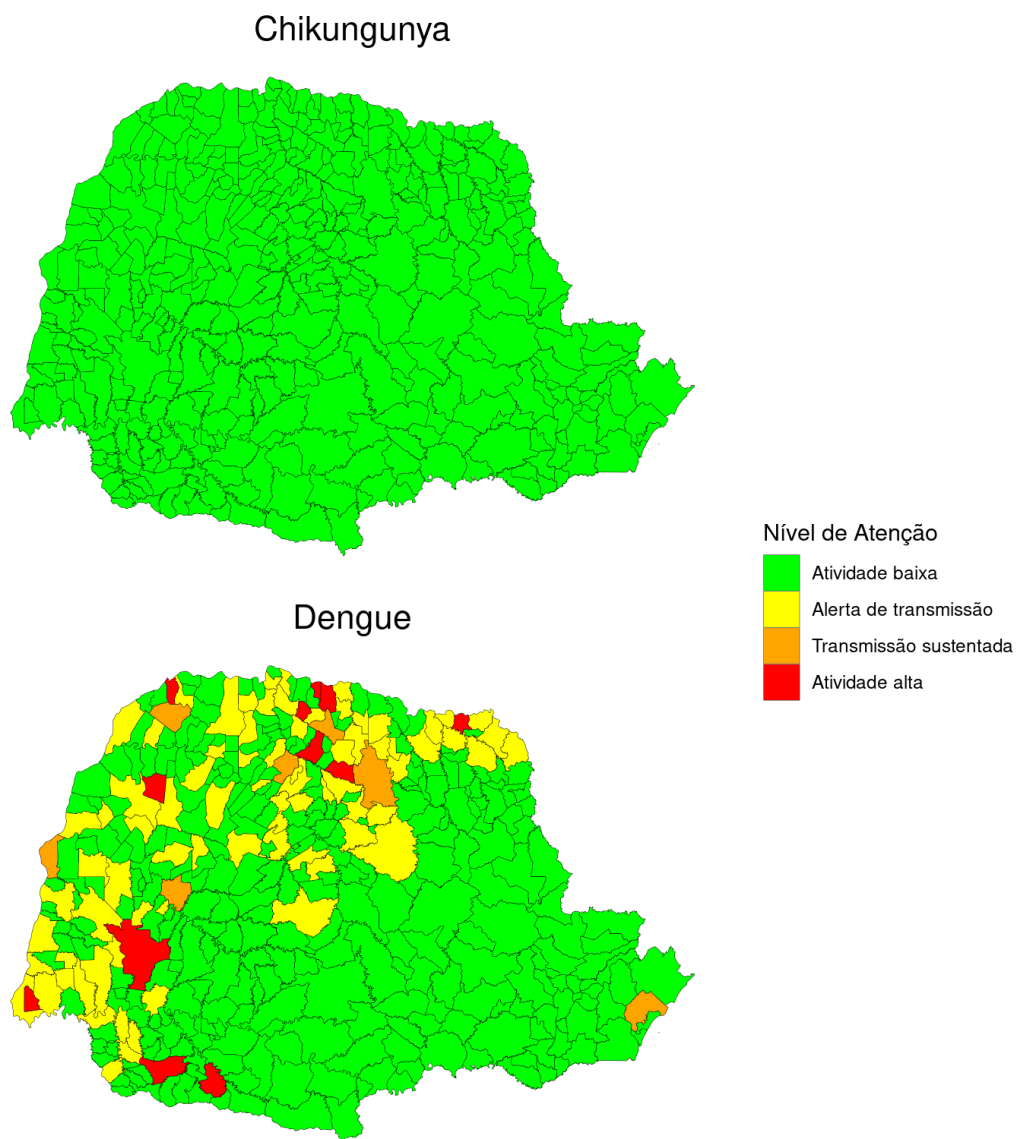 Chikungunya
Nível de Atenção
Atividade baixa
Alerta de transmissão
Transmissão sustentada
Atividade alta
Dengue